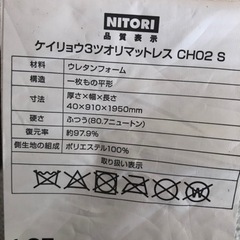 NITORI
品質表示
ケイリョウ3ツオリマットレス CH02 S
材料 ウレタンフォーム
構造 一枚もの平形
寸法 厚さ×幅×長さ
40×910×1950mm
硬さ ふつう(80.7ニュートン)
復元率 約97.9%
側生地の組成 ポリエステル100%
取り扱い表示